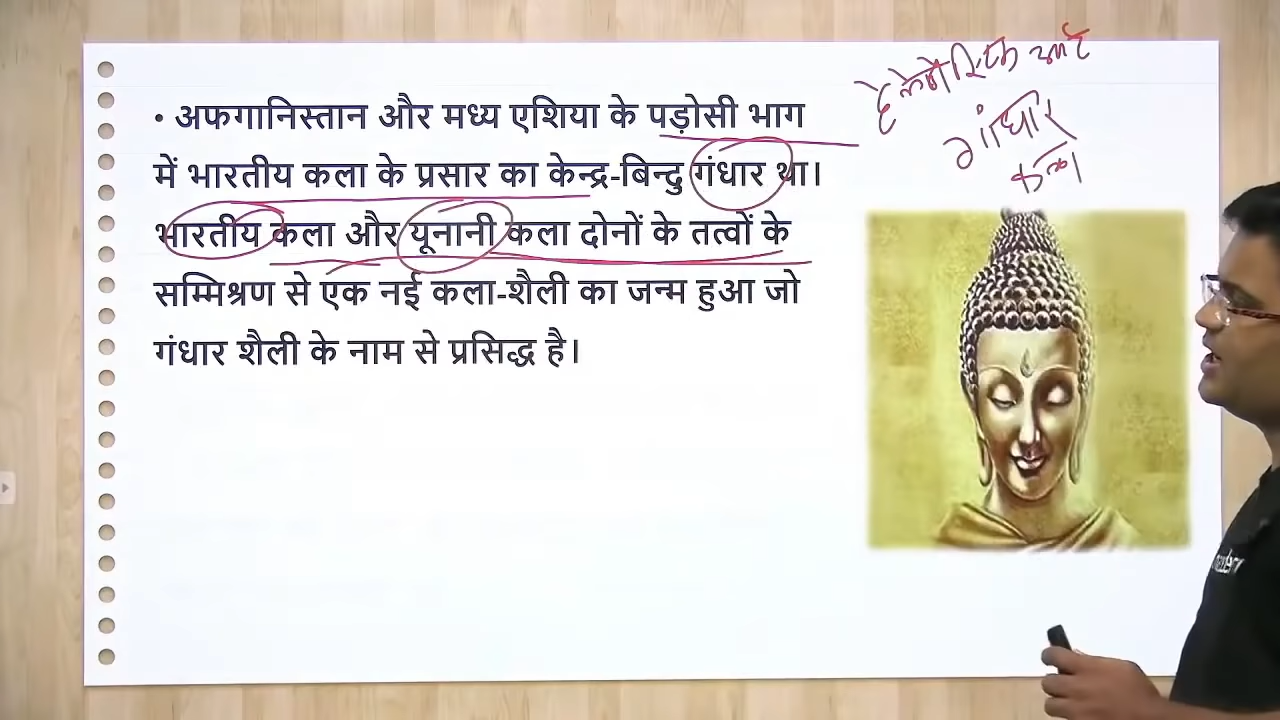 • अफगानिस्तान और मध्य एशिया के पड़ोसी भाग
में भारतीय कला के प्रसार का केन्द्र-बिन्दु गंधार था।
भारतीय कला और यूनानी कला दोनों के तत्वों के
सम्मिश्रण से एक नई कला-शैली का जन्म हुआ जो
गंधार शैली के नाम से प्रसिद्ध है।
आर्ट
गांधार
कला